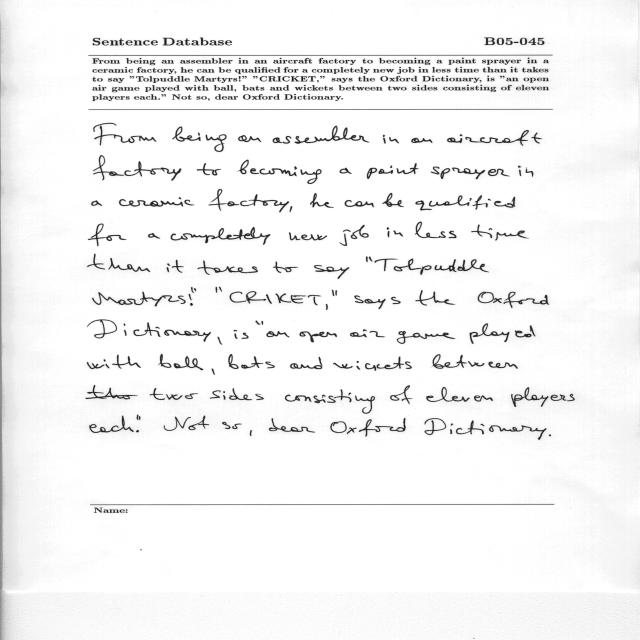 Sentence Database B05-045
From being an assembler in an aircraft factory to becoming a paint sprayer in a
ceramic factory, he can be qualified for a completely new job in less time than it takes
to say "Tolpuddle Martyrs!" "CRICKET," says the Oxford Dictionary, is "an open
air game played with ball, bats and wickets between two sides consisting of eleven
players each." Not so, dear Oxford Dictionary.
From being an assembler in an aircraft
factory to becoming a paint sprayer in
a ceramic factory, he can be qualified
for a completely new job in less time
than it takes to say "Tolpuddle
Martyrs!" "CRIKET," says the Oxford
Dictionary, is "an open air game played
with ball, bats and wickets between
the two sides consisting of eleven players
each." Not so, dear Oxford Dictionary.
Name: